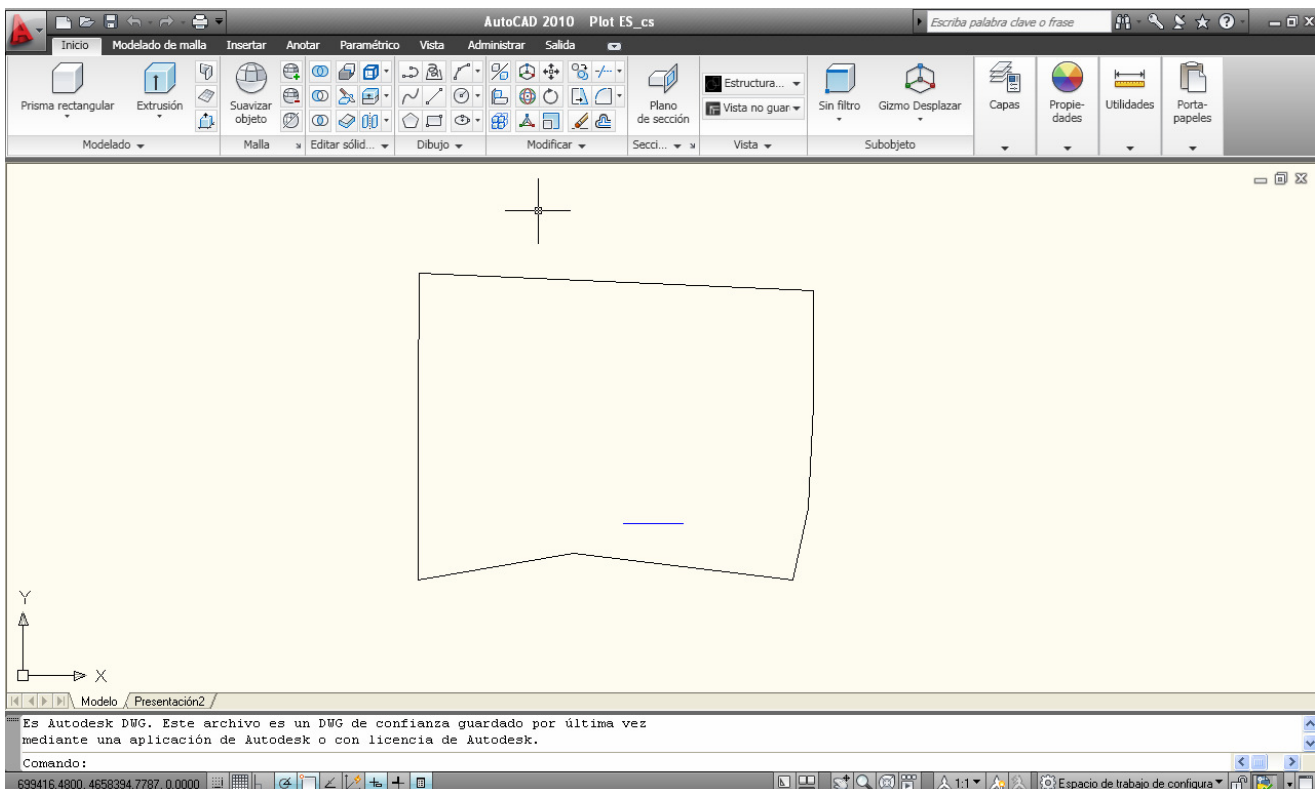 AutoCAD 2010 Plot ES_cs
Escriba palabra clave o frase
Inicio Modelado de malla Insertar Anotar Paramétrico Vista Administrar Salida
Prisma rectangular
Extrusión
Suavizar
objeto
Plano
de sección
Estructura...
Vista no guar
Sin filtro
Gizmo Desplazar
Capas
Propie-
dades
Utilidades
Porta-
papeles
Modelado
Malla
Editar sólid...
Dibujo
Modificar
Secci...
Vista
Subobjeto
Y
X
Modelo
Presentación2
Es Autodesk DWG. Este archivo es un DWG de confianza guardado por última vez
mediante una aplicación de Autodesk o con licencia de Autodesk.
Comando:
699416.4800, 4658394.7787, 0.0000
1:1
Espacio de trabajo de configura